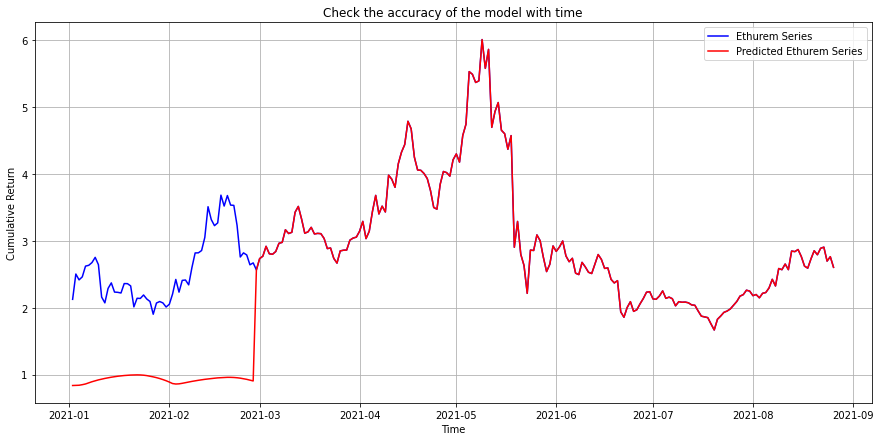 Check the accuracy of the model with time
Ethurem Series
Predicted Ethurem Series
Cumulative Return
6
5
4
3
2
1
2021-01 2021-02 2021-03 2021-04 2021-05 2021-06 2021-07 2021-08 2021-09
Time